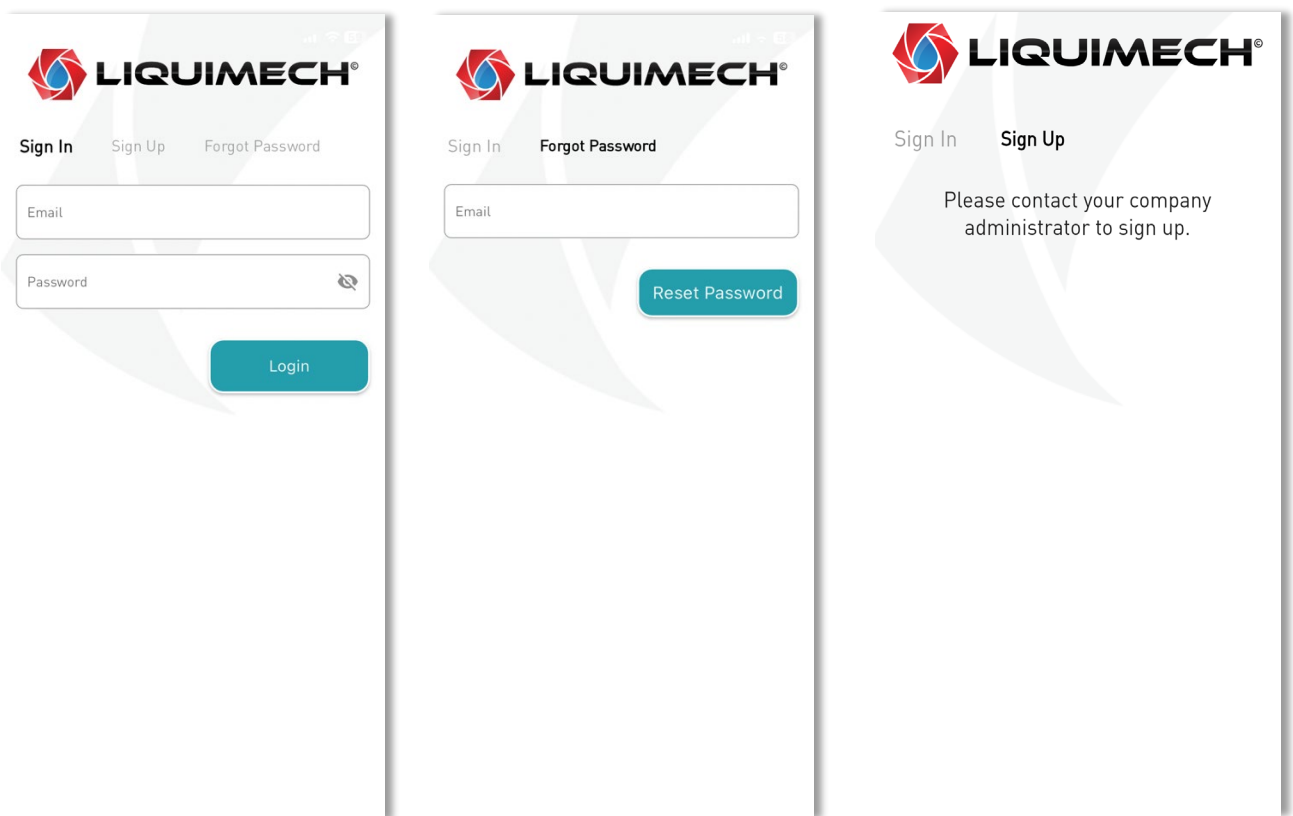 LIQUIMECH©
Sign In Sign Up Forgot Password
Email
Password
Login
LIQUIMECH©
Sign In Forgot Password
Email
Reset Password
LIQUIMECH©
Sign In Sign Up
Please contact your company
administrator to sign up.